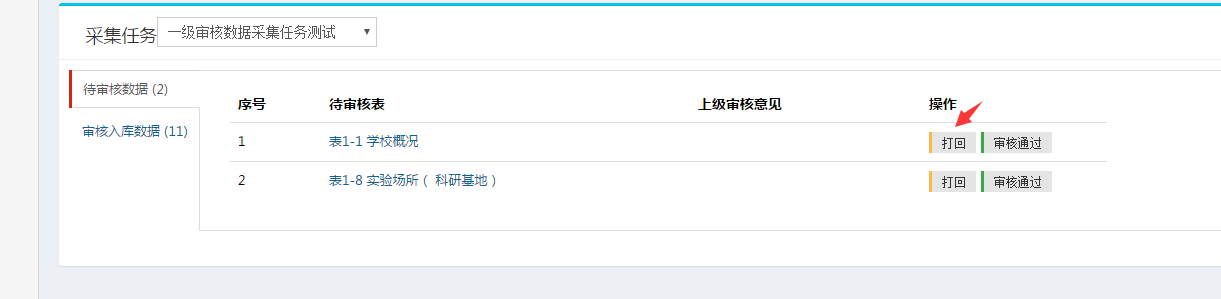 采集任务 一级审核数据采集任务测试
待审核数据 (2)
审核入库数据 (11)
序号 待审核表 上级审核意见 操作
1 表1-1 学校概况 打回 审核通过
2 表1-8 实验场所（ 科研基地） 打回 审核通过